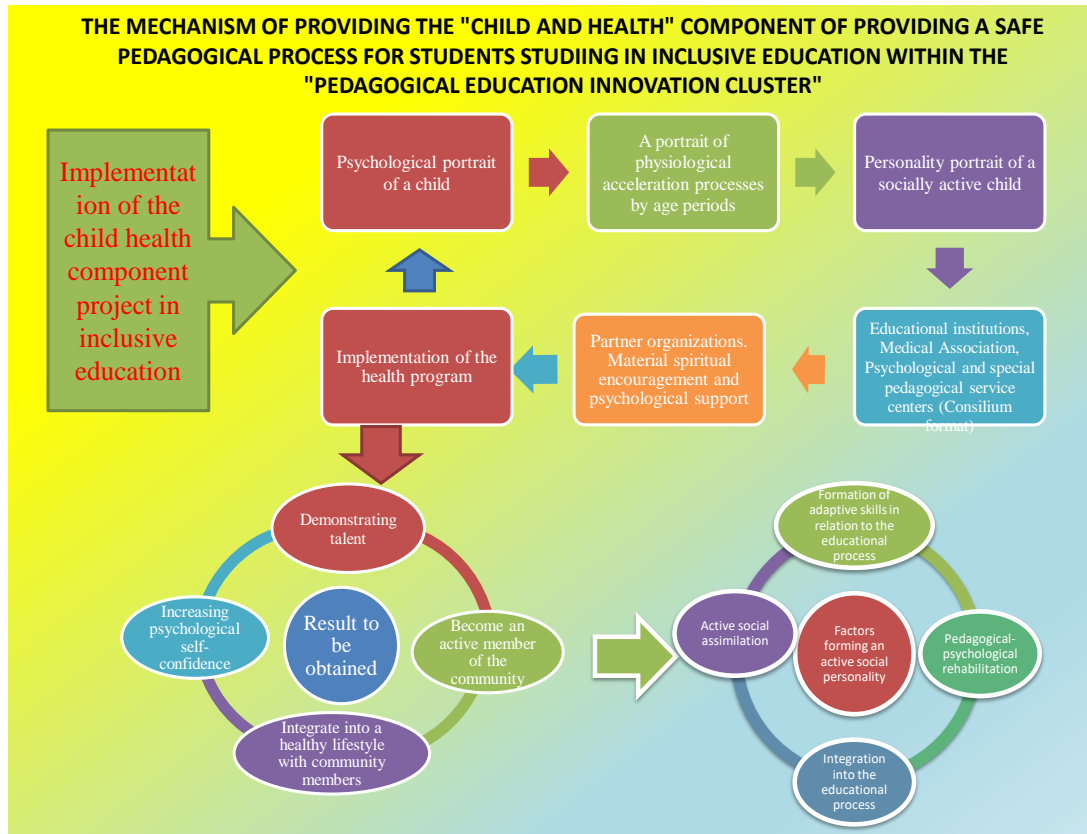 THE MECHANISM OF PROVIDING THE "CHILD AND HEALTH" COMPONENT OF PROVIDING A SAFE
PEDAGOGICAL PROCESS FOR STUDENTS STUDIING IN INCLUSIVE EDUCATION WITHIN THE
"PEDAGOGICAL EDUCATION INNOVATION CLUSTER"
Implementat
ion of the
child health
component
project in
inclusive
education
Psychological portrait
of a child
A portrait of
physiological
acceleration processes
by age periods
Personality portrait of a
socially active child
Implementation of the
health program
Partner organizations.
Material spiritual
encouragement and
psychological support
Educational institutions,
Medical Association,
Psychological and special
pedagogical service
centers (Consilium
format)
Demonstrating
talent
Increasing
psychological
self-
confidence
Result to
be
obtained
Become an
active member
of the
community
Integrate into a
healthy lifestyle
with community
members
Formation of
adaptive skills in
relation to the
educational
process
Active social
assimilation
Factors
forming an
active social
personality
Pedagogical-
psychological
rehabilitation
Integration
into the
educational
process